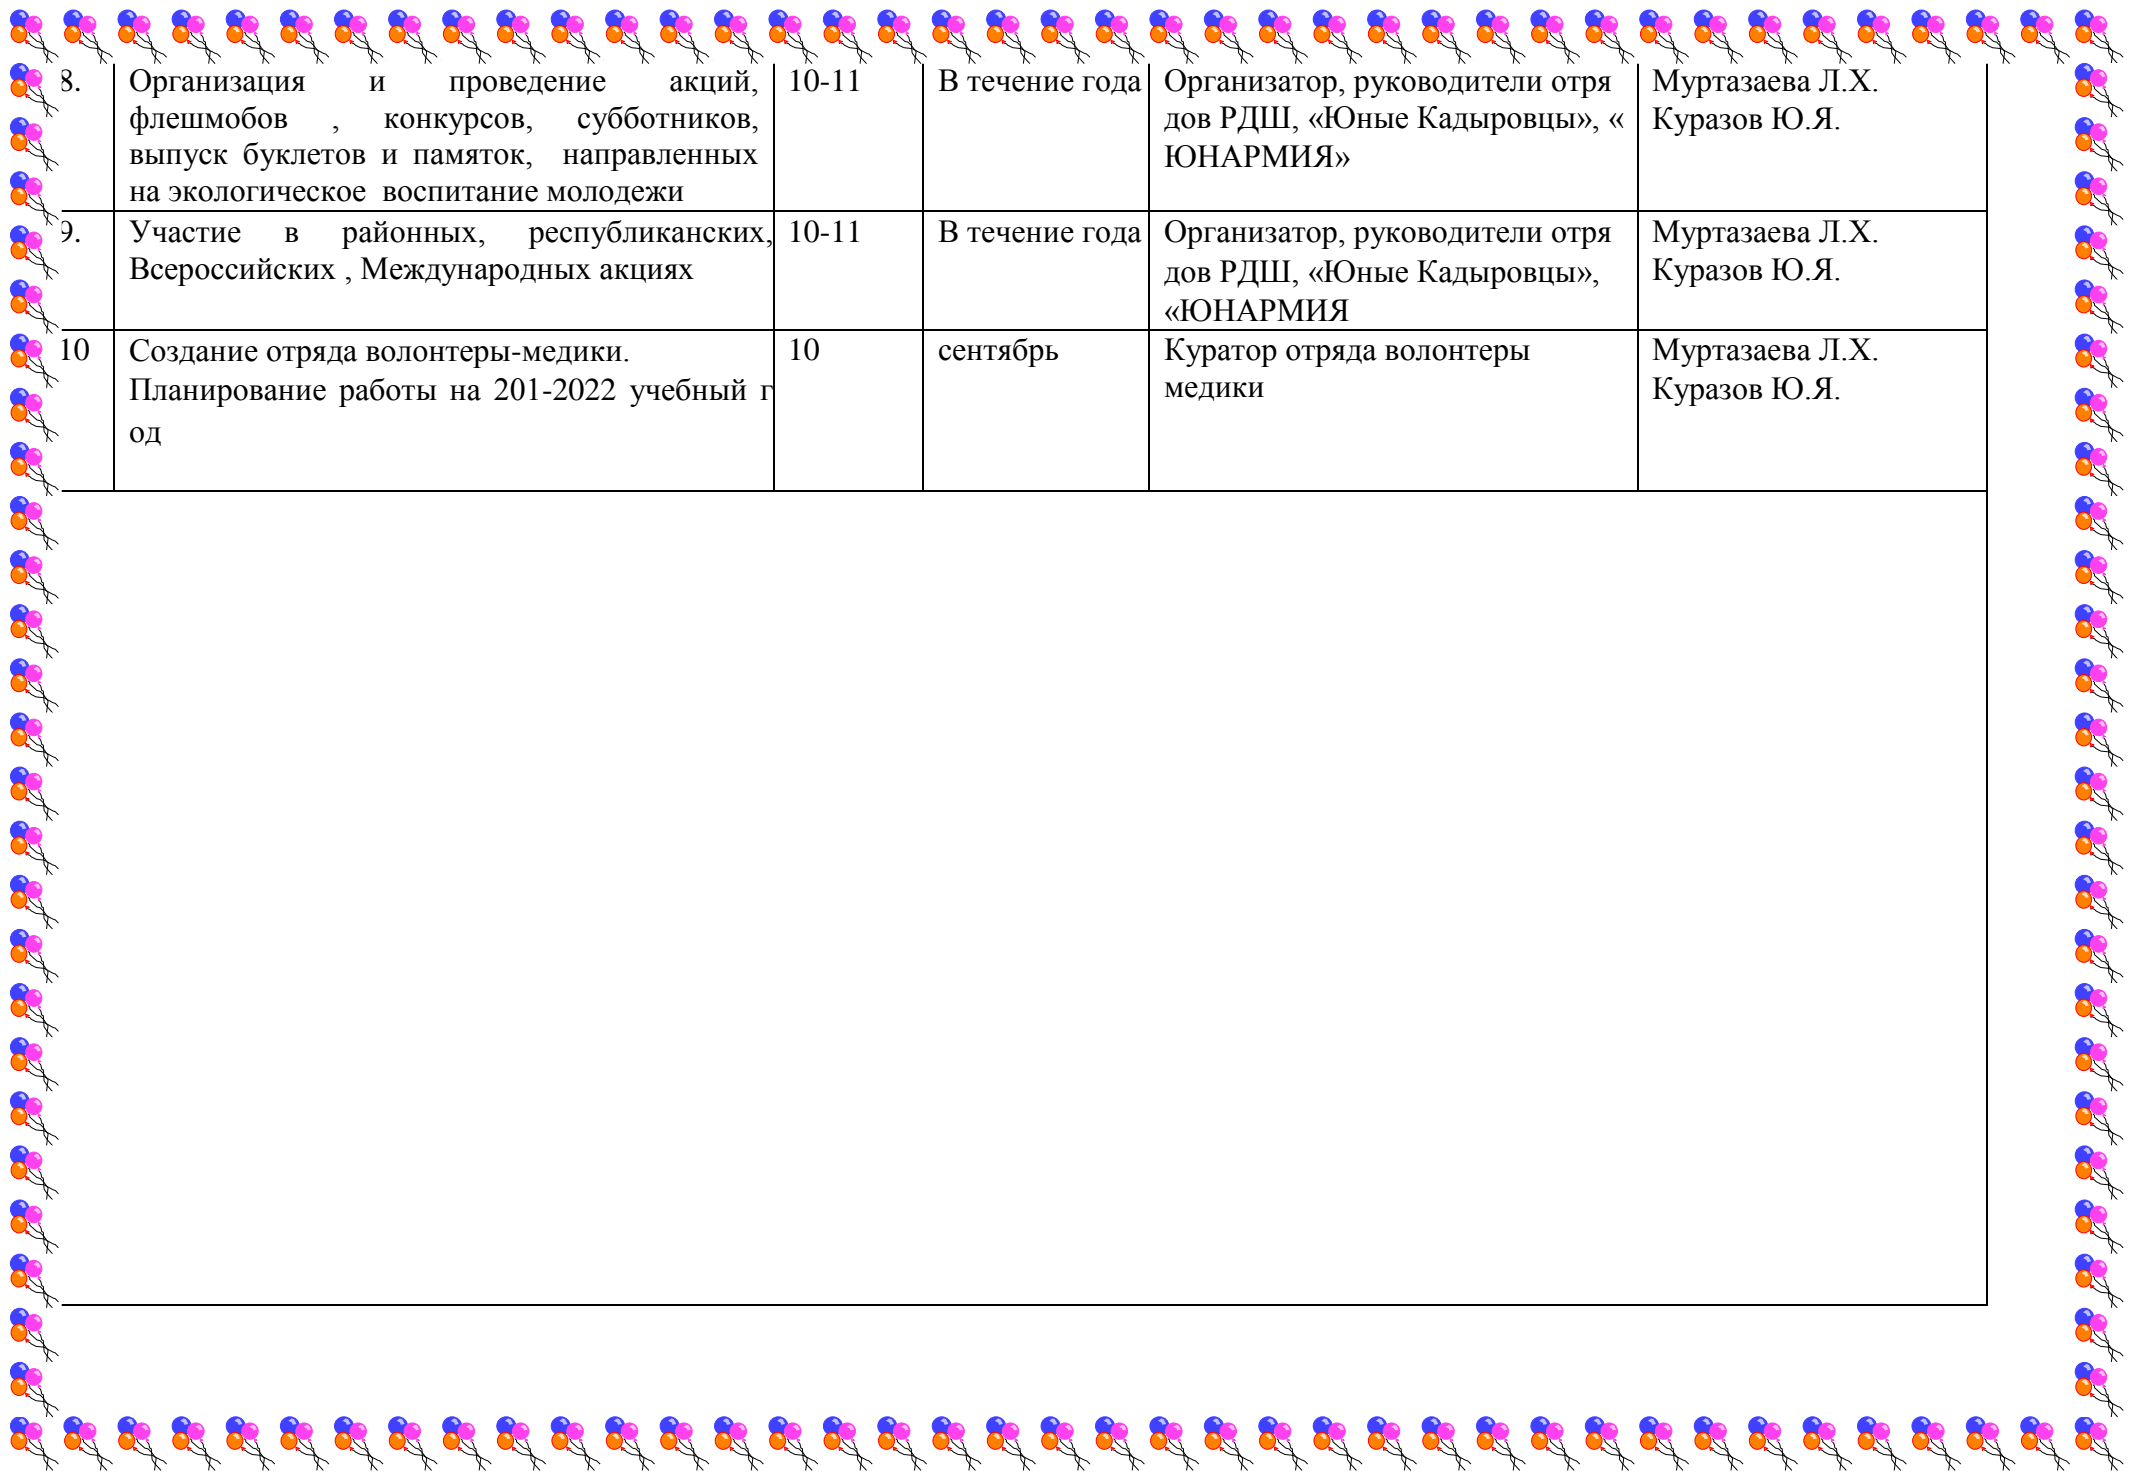 8.
Организация и проведение акций,
флешмобов , конкурсов, субботников,
выпуск буклетов и памяток, направленных
на экологическое воспитание молодежи
10-11
В течение года
Организатор, руководители отря
дов РДШ, «Юные Кадыровцы», «
ЮНАРМИЯ»
Муртазаева Л.Х.
Куразов Ю.Я.
9.
Участие в районных, республиканских,
Всероссийских , Международных акциях
10-11
В течение года
Организатор, руководители отря
дов РДШ, «Юные Кадыровцы»,
«ЮНАРМИЯ
Муртазаева Л.Х.
Куразов Ю.Я.
10
Создание отряда волонтеры-медики.
Планирование работы на 201-2022 учебный г
од
10
сентябрь
Куратор отряда волонтеры
медики
Муртазаева Л.Х.
Куразов Ю.Я.